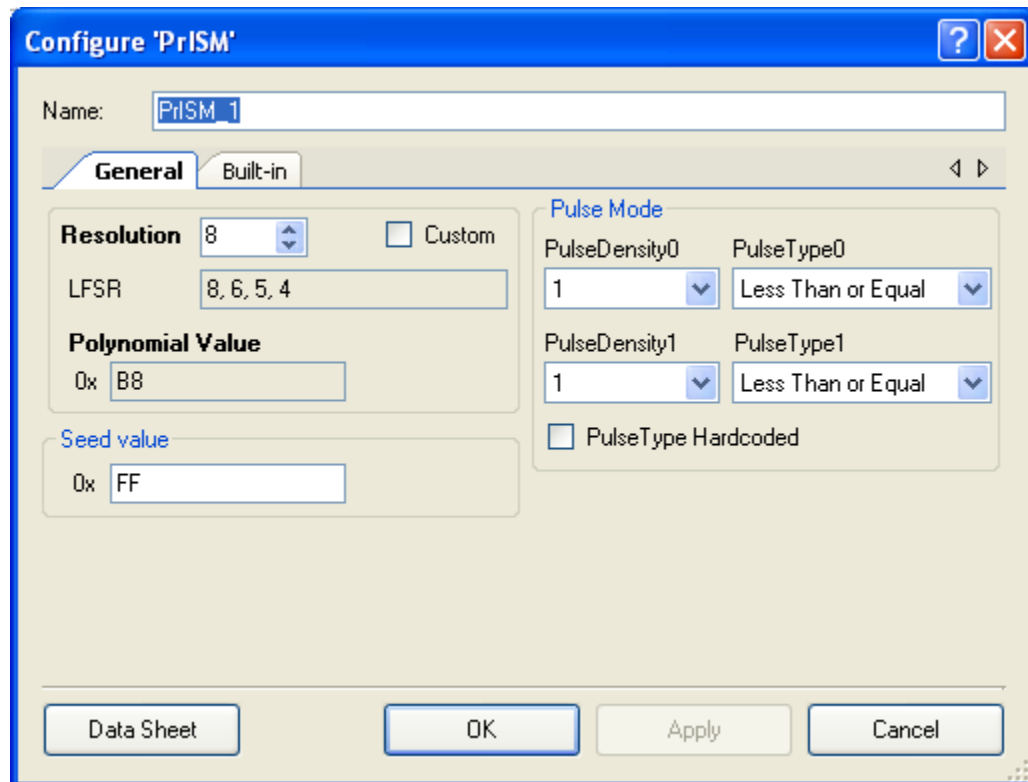 Configure 'PrISM'
Name: PrISM_1
General Built-in
Resolution 8 Custom
LFSR 8, 6, 5, 4
Polynomial Value
0x B8
Seed value
0x FF
Pulse Mode
PulseDensity0 PulseType0
1 Less Than or Equal
PulseDensity1 PulseType1
1 Less Than or Equal
PulseType Hardcoded
Data Sheet OK Apply Cancel